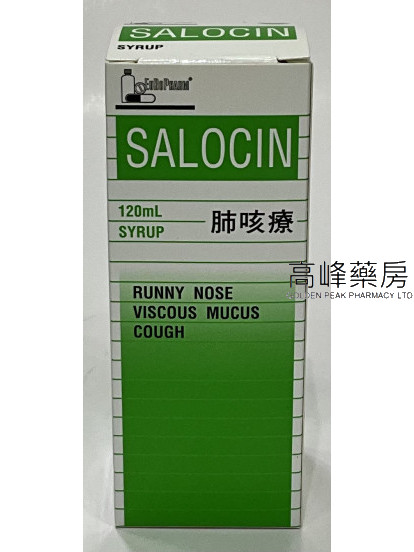 SALOCIN
SYRUP
EuroPharm®
SALOCIN
120mL
SYRUP
肺咳療
高峰藥房
GOLDEN PEAK PHARMACY LTD
RUNNY NOSE
VISCOUS MUCUS
COUGH